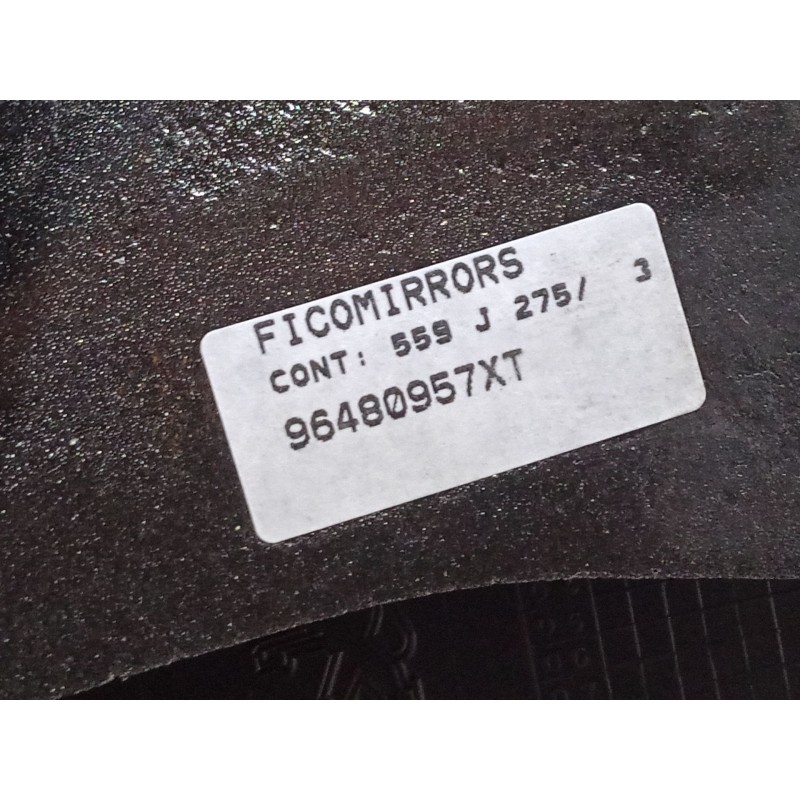 FICOMIRRORS
CONT: 559 J 275/ 3
96480957XT